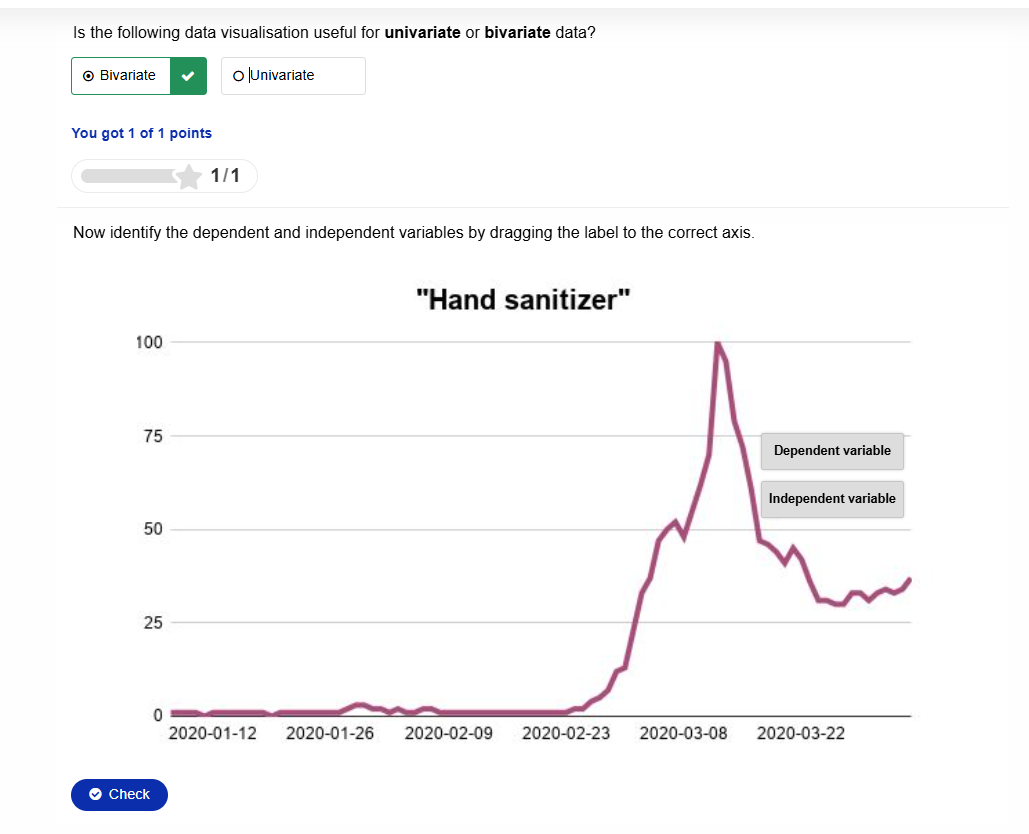 Is the following data visualisation useful for univariate or bivariate data?
Bivariate
Univariate
You got 1 of 1 points
1/1
Now identify the dependent and independent variables by dragging the label to the correct axis.
"Hand sanitizer"
100
75
Dependent variable
Independent variable
50
25
0
2020-01-12 2020-01-26 2020-02-09 2020-02-23 2020-03-08 2020-03-22
Check